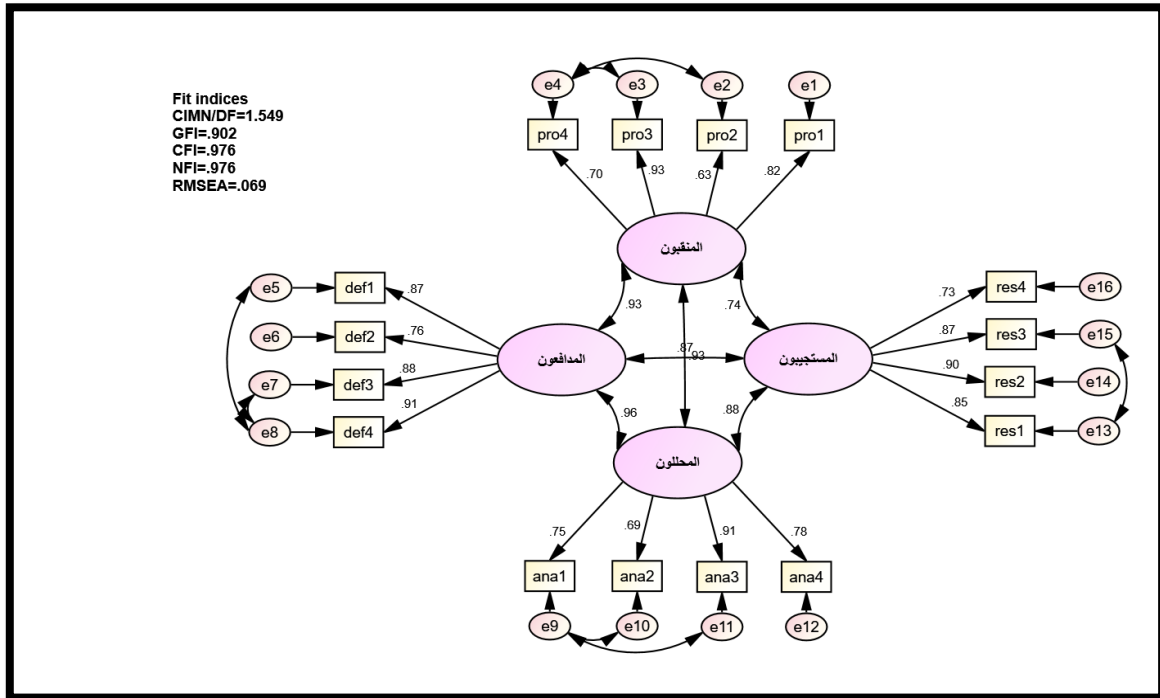 Fit indices
CIMN/DF=1.549
GFI=.902
CFI=.976
NFI=.976
RMSEA=.069
e4 e3 e2 e1
pro4 pro3 pro2 pro1
.70 .93 .63 .82
المنقبون
.93 .74
e5 def1 .87
e6 def2 .76
e7 def3 .88
e8 def4 .91
المدافعون
.87
.93
المستجيبون
.73 res4 e16
.87 res3 e15
.90 res2 e14
.85 res1 e13
.96 .88
المحللون
.75 .69 .91 .78
ana1 ana2 ana3 ana4
e9 e10 e11 e12